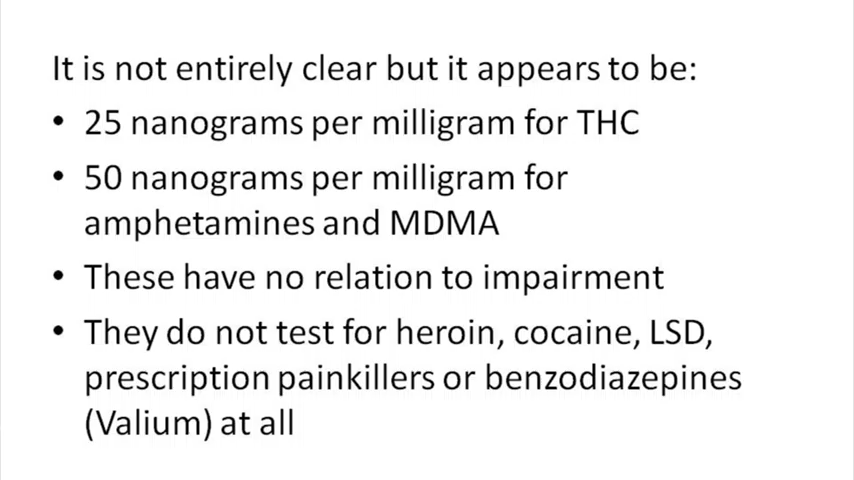 It is not entirely clear but it appears to be:
• 25 nanograms per milligram for THC
• 50 nanograms per milligram for
amphetamines and MDMA
• These have no relation to impairment
• They do not test for heroin, cocaine, LSD,
prescription painkillers or benzodiazepines
(Valium) at all